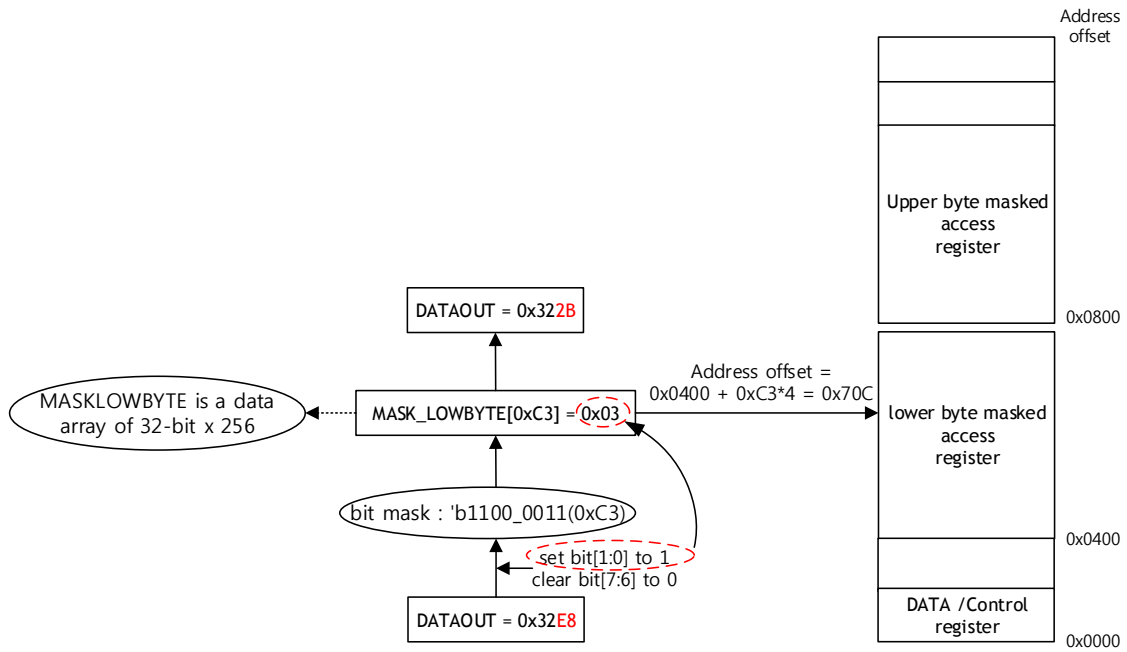 Address
offset
Upper byte masked
access
register
DATAOUT = 0x322B
0x0800
Address offset =
0x0400 + 0xC3*4 = 0x70C
MASKLOWBYTE is a data
array of 32-bit x 256
MASK_LOWBYTE[0xC3] = 0x03
lower byte masked
access
register
bit mask : 'b1100_0011(0xC3)
0x0400
set bit[1:0] to 1
clear bit[7:6] to 0
DATAOUT = 0x32E8
DATA /Control
register
0x0000